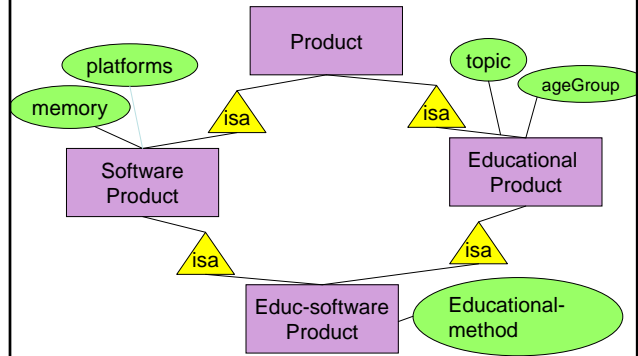 Product
platforms
topic
ageGroup
memory
isa
isa
Software
Product
Educational
Product
isa
isa
Educ-software
Product
Educational-
method